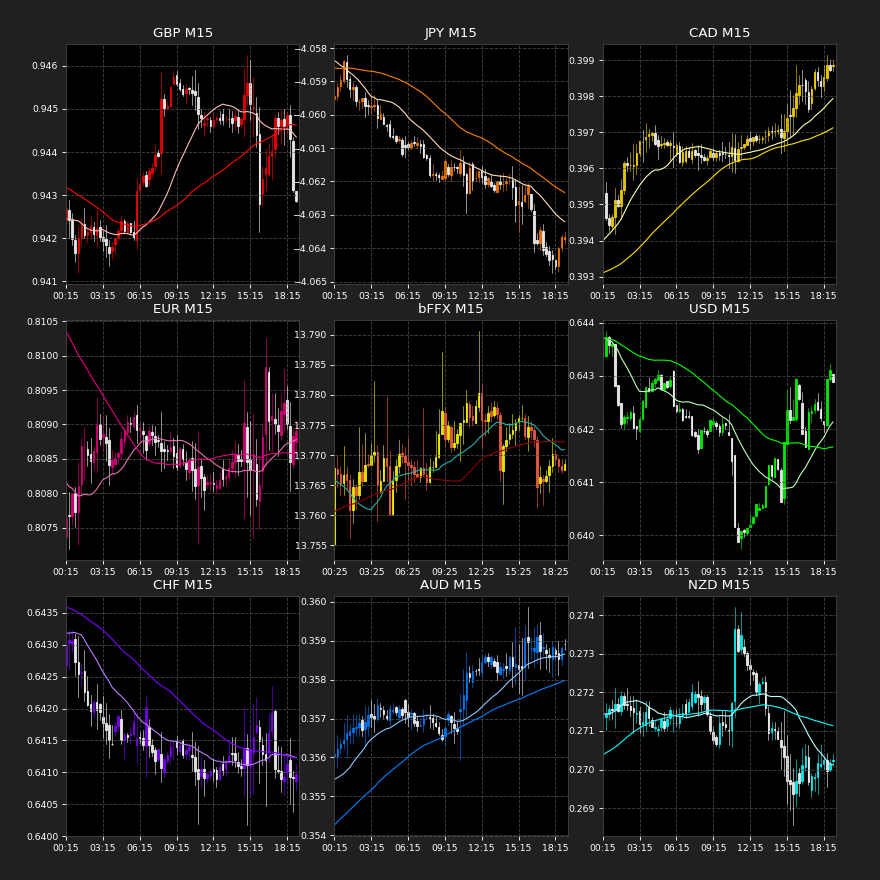 GBP M15 JPY M15 CAD M15
0.946 0.945 0.944 0.943 0.942 0.941
−4.058 −4.059 −4.060 −4.061 −4.062 −4.063 −4.064 −4.065
0.399 0.398 0.397 0.396 0.395 0.394 0.393
00:15 03:15 06:15 09:15 12:15 15:15 18:15 00:15 03:15 06:15 09:15 12:15 15:15 18:15 00:15 03:15 06:15 09:15 12:15 15:15 18:15
EUR M15 bFFX M15 USD M15
0.8105 0.8100 0.8095 0.8090 0.8085 0.8080 0.8075
13.790 13.785 13.780 13.775 13.770 13.765 13.760 13.755
0.644 0.643 0.642 0.641 0.640
00:15 03:15 06:15 09:15 12:15 15:15 18:15 00:25 03:25 06:25 09:25 12:25 15:25 18:25 00:15 03:15 06:15 09:15 12:15 15:15 18:15
CHF M15 AUD M15 NZD M15
0.6435 0.6430 0.6425 0.6420 0.6415 0.6410 0.6405 0.6400
0.360 0.359 0.358 0.357 0.356 0.355 0.354
0.274 0.273 0.272 0.271 0.270 0.269
00:15 03:15 06:15 09:15 12:15 15:15 18:15 00:15 03:15 06:15 09:15 12:15 15:15 18:15 00:15 03:15 06:15 09:15 12:15 15:15 18:15